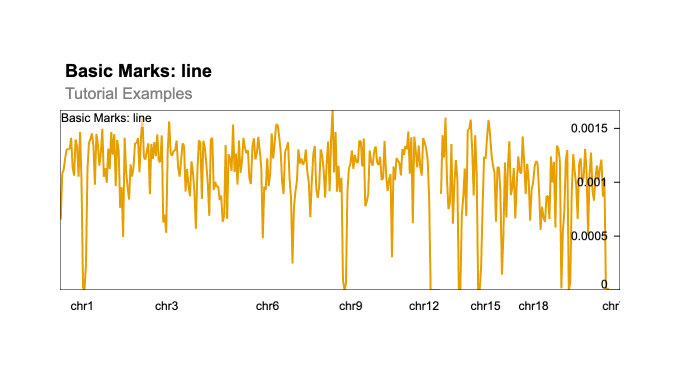 Basic Marks: line
Tutorial Examples
Basic Marks: line
0.0015
0.001
0.0005
0
chr1 chr3 chr6 chr9 chr12 chr15 chr18 chr